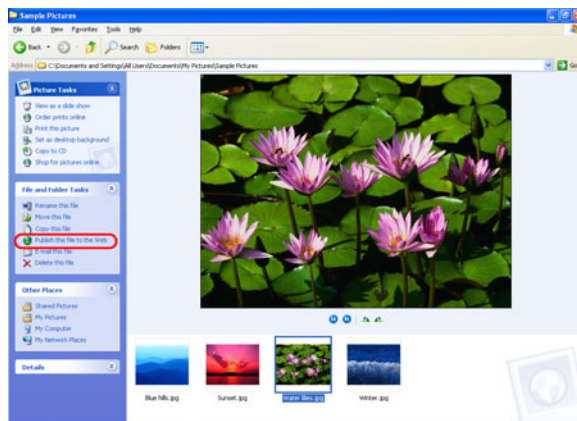 Sample Pictures
File Edit View Favorites Tools Help
Back Search Folders
Address C:\Documents and Settings\All Users\Documents\My Pictures\Sample Pictures Go
Picture Tasks
View as a slide show
Order prints online
Print this picture
Set as desktop background
Copy to CD
Shop for pictures online
File and Folder Tasks
Rename this file
Move this file
Copy this file
Publish this file to the Web
E-mail this file
Delete this file
Other Places
Shared Pictures
My Pictures
My Computer
My Network Places
Details
Blue hills.jpg Sunset.jpg Water lilies.jpg Winter.jpg